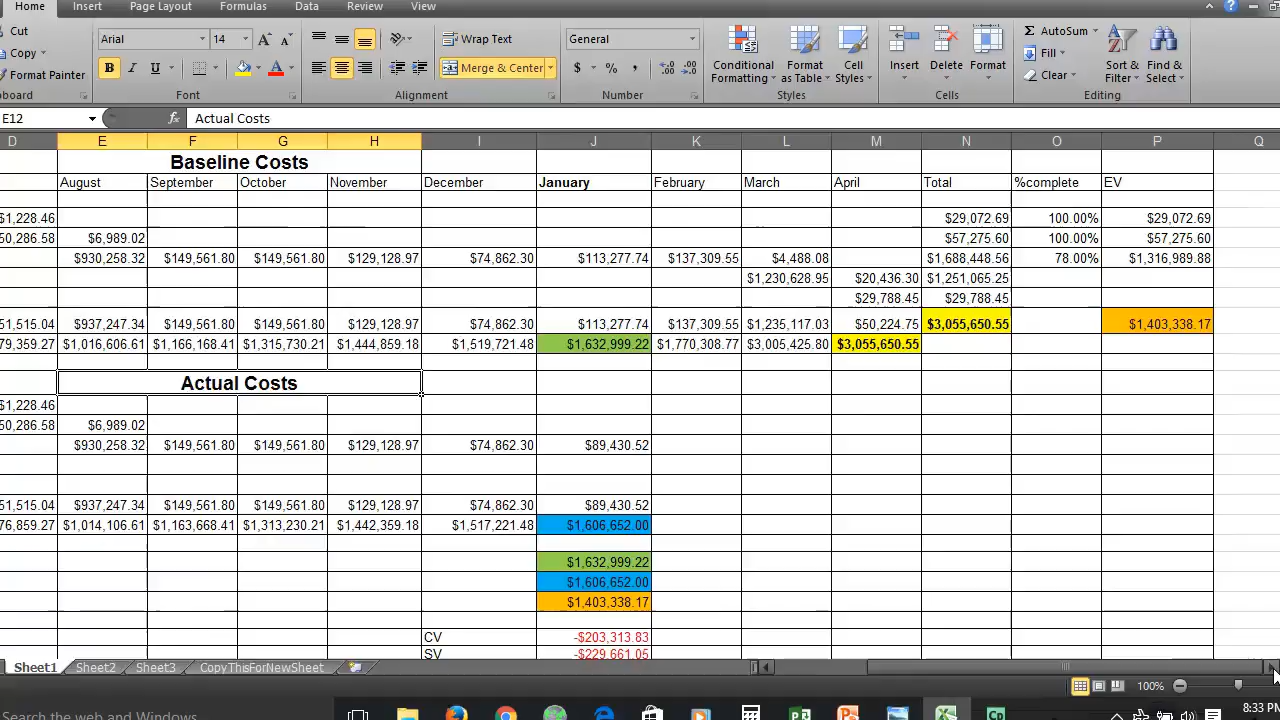 Home Insert Page Layout Formulas Data Review View
Cut Arial 14 A A Wrap Text General AutoSum
Copy Fill
Format Painter B I U A Merge & Center $ % , Conditional Formatting Format as Table Cell Styles Insert Delete Format Clear Sort & Filter Find & Select
board Font Alignment Number Styles Cells Editing
E12 fx Actual Costs
D E F G H I J K L M N O P Q
Baseline Costs
August September October November December January February March April Total %complete EV
$1,228.46 $29,072.69 100.00% $29,072.69
50,286.58 $6,989.02 $57,275.60 100.00% $57,275.60
$930,258.32 $149,561.80 $149,561.80 $129,128.97 $74,862.30 $113,277.74 $137,309.55 $4,488.08 $1,688,448.56 78.00% $1,316,989.88
$1,230,628.95 $20,436.30 $1,251,065.25
$29,788.45 $29,788.45
51,515.04 $937,247.34 $149,561.80 $149,561.80 $129,128.97 $74,862.30 $113,277.74 $137,309.55 $1,235,117.03 $50,224.75 $3,055,650.55 $1,403,338.17
79,359.27 $1,016,606.61 $1,166,168.41 $1,315,730.21 $1,444,859.18 $1,519,721.48 $1,632,999.22 $1,770,308.77 $3,005,425.80 $3,055,650.55
Actual Costs
$1,228.46
50,286.58 $6,989.02
$930,258.32 $149,561.80 $149,561.80 $129,128.97 $74,862.30 $89,430.52
51,515.04 $937,247.34 $149,561.80 $149,561.80 $129,128.97 $74,862.30 $89,430.52
76,859.27 $1,014,106.61 $1,163,668.41 $1,313,230.21 $1,442,359.18 $1,517,221.48 $1,606,652.00
$1,632,999.22
$1,606,652.00
$1,403,338.17
CV -$203,313.83
SV -$229,661.05
Sheet1 Sheet2 Sheet3 CopyThisForNewSheet
100%
Search the web and Windows 8:33 PM